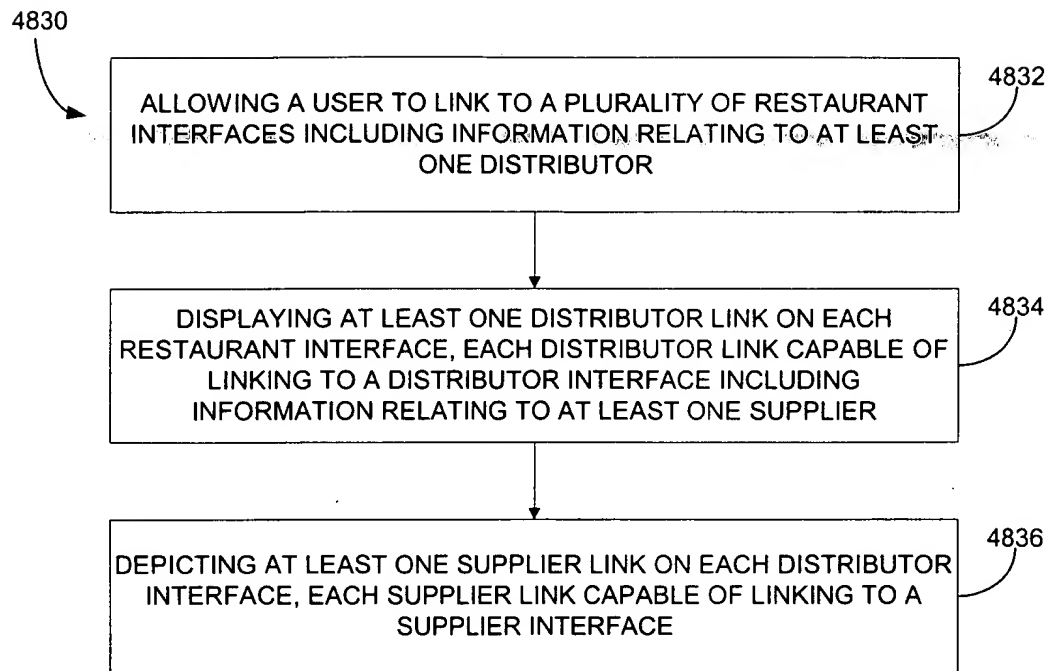 4830
4832
ALLOWING A USER TO LINK TO A PLURALITY OF RESTAURANT
INTERFACES INCLUDING INFORMATION RELATING TO AT LEAST
ONE DISTRIBUTOR
4834
DISPLAYING AT LEAST ONE DISTRIBUTOR LINK ON EACH
RESTAURANT INTERFACE, EACH DISTRIBUTOR LINK CAPABLE OF
LINKING TO A DISTRIBUTOR INTERFACE INCLUDING
INFORMATION RELATING TO AT LEAST ONE SUPPLIER
4836
DEPICTING AT LEAST ONE SUPPLIER LINK ON EACH DISTRIBUTOR
INTERFACE, EACH SUPPLIER LINK CAPABLE OF LINKING TO A
SUPPLIER INTERFACE